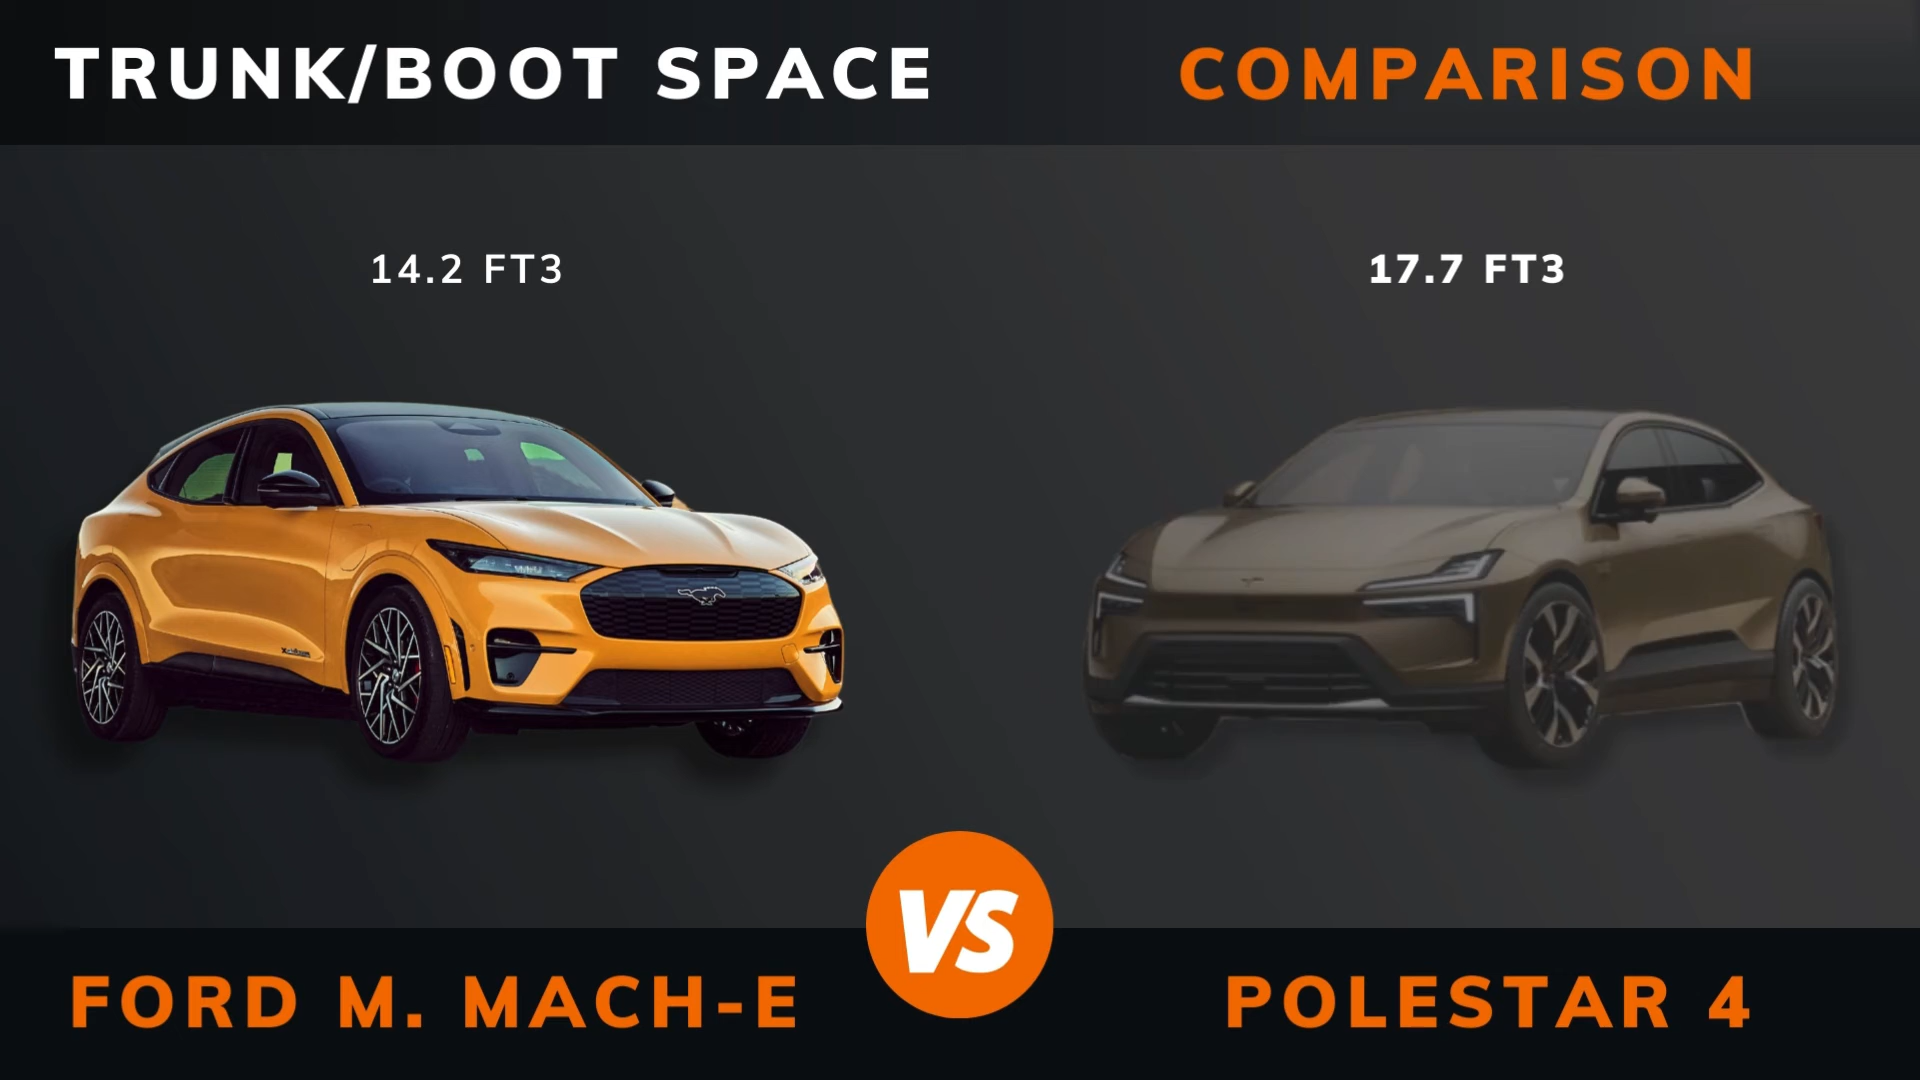 TRUNK/BOOT SPACE
COMPARISON
14.2 FT3
17.7 FT3
VS
FORD M. MACH-E
POLESTAR 4